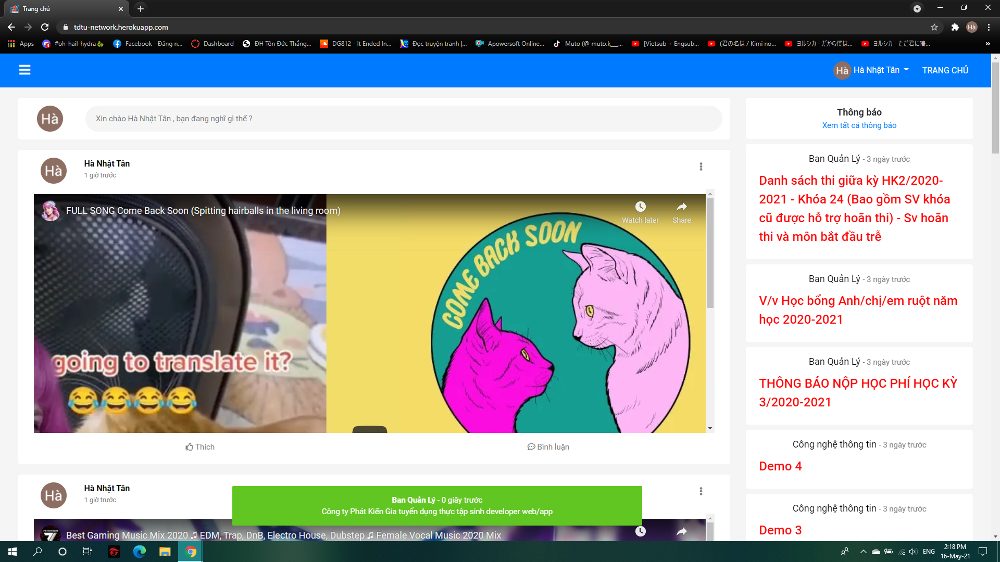 Trang chủ
tdtu-network.herokuapp.com
Hà
Apps
#oh-hail-hydra🐉
Facebook - Đăng n...
Dashboard
ĐH Tôn Đức Thắng...
DG812 - It Ended In...
Đọc truyện tranh |...
Apowersoft Online...
Muto (@ muto.k___...
[Vietsub + Engsub...
(君の名は / Kimi no...
ヨルシカ - だから僕は...
ヨルシカ - ただ君に晴...
»
Hà Hà Nhật Tân
TRANG CHỦ
Hà
Xin chào Hà Nhật Tân , bạn đang nghĩ gì thế ?
Hà
Hà Nhật Tân
1 giờ trước
FULL SONG Come Back Soon (Spitting hairballs in the living room)
Watch later
Share
COME BACK SOON
going to translate it?
😂😂😂😂
Thích
Bình luận
Hà
Hà Nhật Tân
1 giờ trước
Best Gaming Music Mix 2020 ♫ EDM, Trap, DnB, Electro House, Dubstep ♫ Female Vocal Music 2020 Mix
Ban Quản Lý - 0 giây trước
Công ty Phát Kiến Gia tuyển dụng thực tập sinh developer web/app
Thông báo
Xem tất cả thông báo
Ban Quản Lý - 3 ngày trước
Danh sách thi giữa kỳ HK2/2020-
2021 - Khóa 24 (Bao gồm SV khóa
cũ được hỗ trợ hoãn thi) - Sv hoãn
thi và môn bắt đầu trễ
Ban Quản Lý - 3 ngày trước
V/v Học bổng Anh/chị/em ruột năm
học 2020-2021
Ban Quản Lý - 3 ngày trước
THÔNG BÁO NỘP HỌC PHÍ HỌC KỲ
3/2020-2021
Công nghệ thông tin - 3 ngày trước
Demo 4
Công nghệ thông tin - 3 ngày trước
Demo 3
ENG
2:18 PM
16-May-21